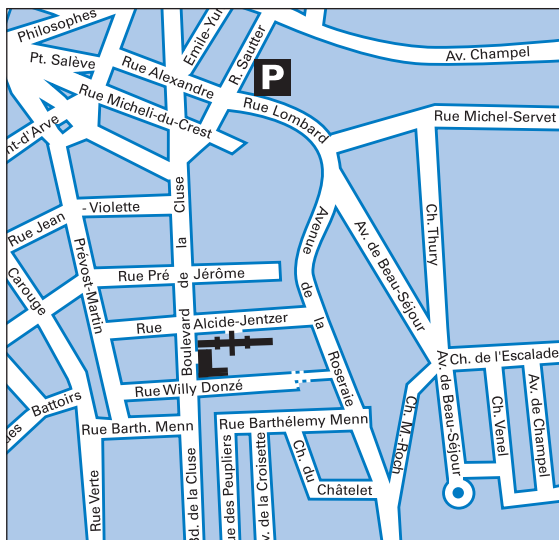 Philosophes
Emile-Yun
R. Sautter
Av. Champel
Pt. Salève
Rue Alexandre
P
Rue Micheli-du-Crest
Rue Lombard
Rue Michel-Servet
nt-d'Arve
Rue Jean
- Violette
Cluse
la
de
Boulevard
Avenue
de
la
Roseraie
Av. de Beau-Séjour
Ch. Thury
Carouge
Prévost-Martin
Rue Pré
Jérôme
Rue
Alcide-Jentzer
Ch. de l'Escalade
Rue Willy Donzé
Av. de Beau-Séjour
Ch. Venel
Av. de Champel
Battoirs
des
Rue Barth. Menn
Rue Barthélemy Menn
Ch. M.-Roch
Rue Verte
Bd. de la Cluse
ue des Peupliers
v. de la Croisette
Ch. du
Châtelet